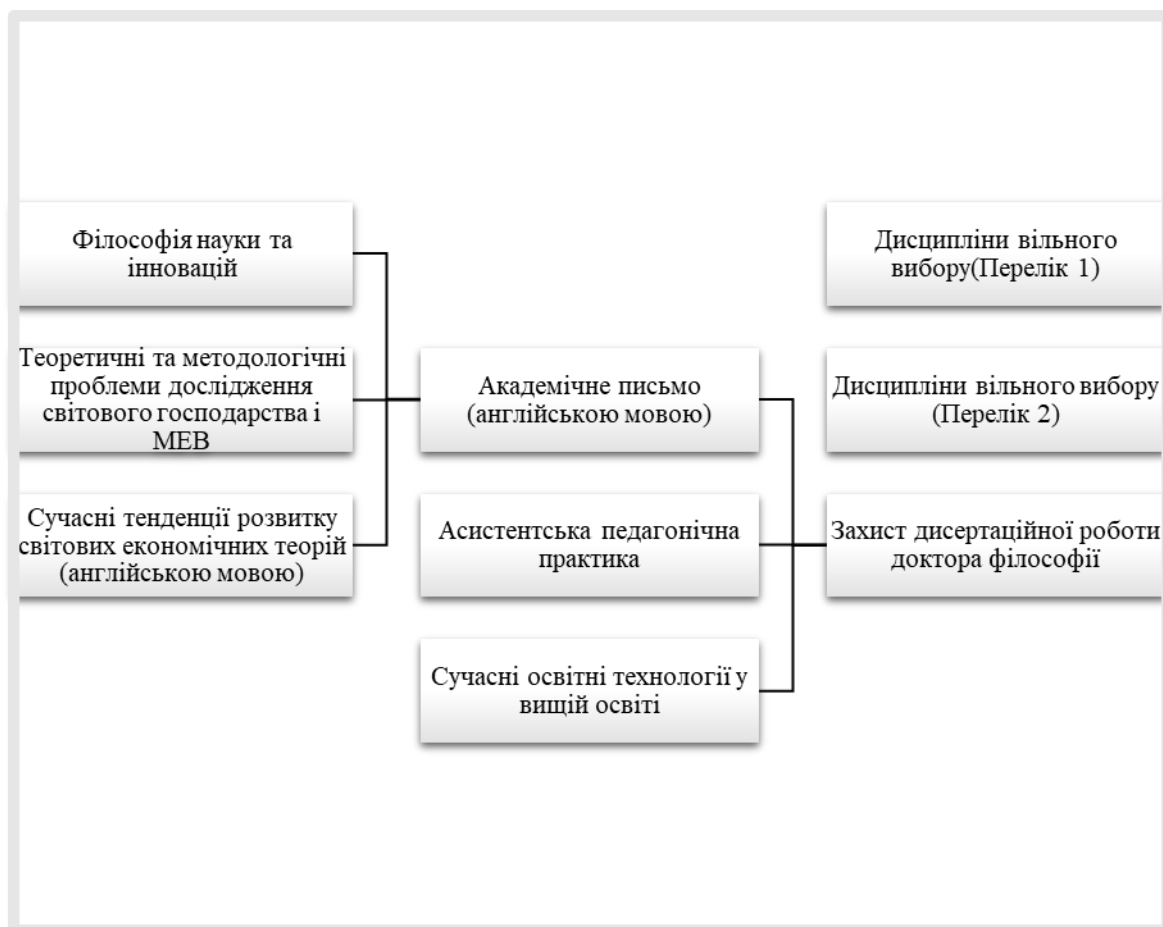 Філософія науки та
інновацій
Теоретичні та методологічні
проблеми дослідження
світового господарства і
МЕВ
Сучасні тенденції розвитку
світових економічних теорій
(англійською мовою)
Академічне письмо
(англійською мовою)
Асистентська педагонічна
практика
Сучасні освітні технології у
вищій освіті
Дисципліни вільного
вибору(Перелік 1)
Дисципліни вільного вибору
(Перелік 2)
Захист дисертаційної роботи
доктора філософії